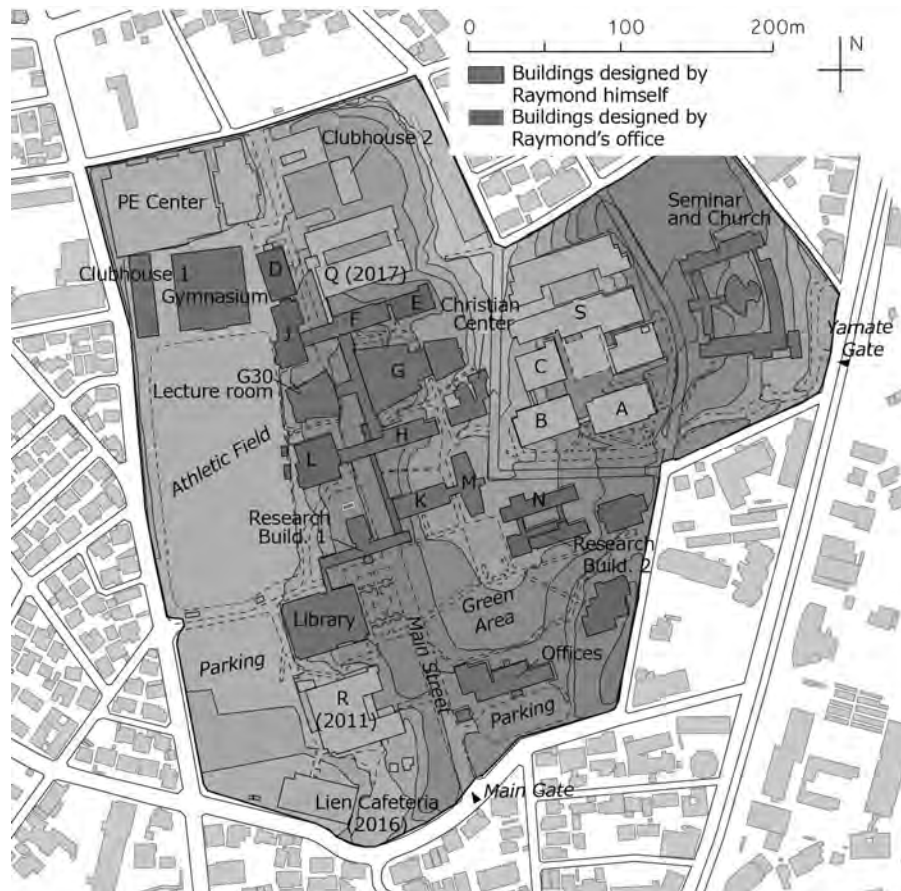 0 100 200m
N
Buildings designed by
Raymond himself
Buildings designed by
Raymond's office
Clubhouse 2
PE Center
Seminar
and Church
Clubhouse 1
Gymnasium
D
Q (2017)
E
Christian
Center
F
J
S
Yamate
Gate
G30
Lecture room
G
C
I
B
A
H
L
Athletic Field
M
K
N
Research
Build. 1
Research
Build. 2
Green
Area
Library
Main Street
Offices
Parking
R
(2011)
Parking
Main Gate
Lien Cafeteria
(2016)